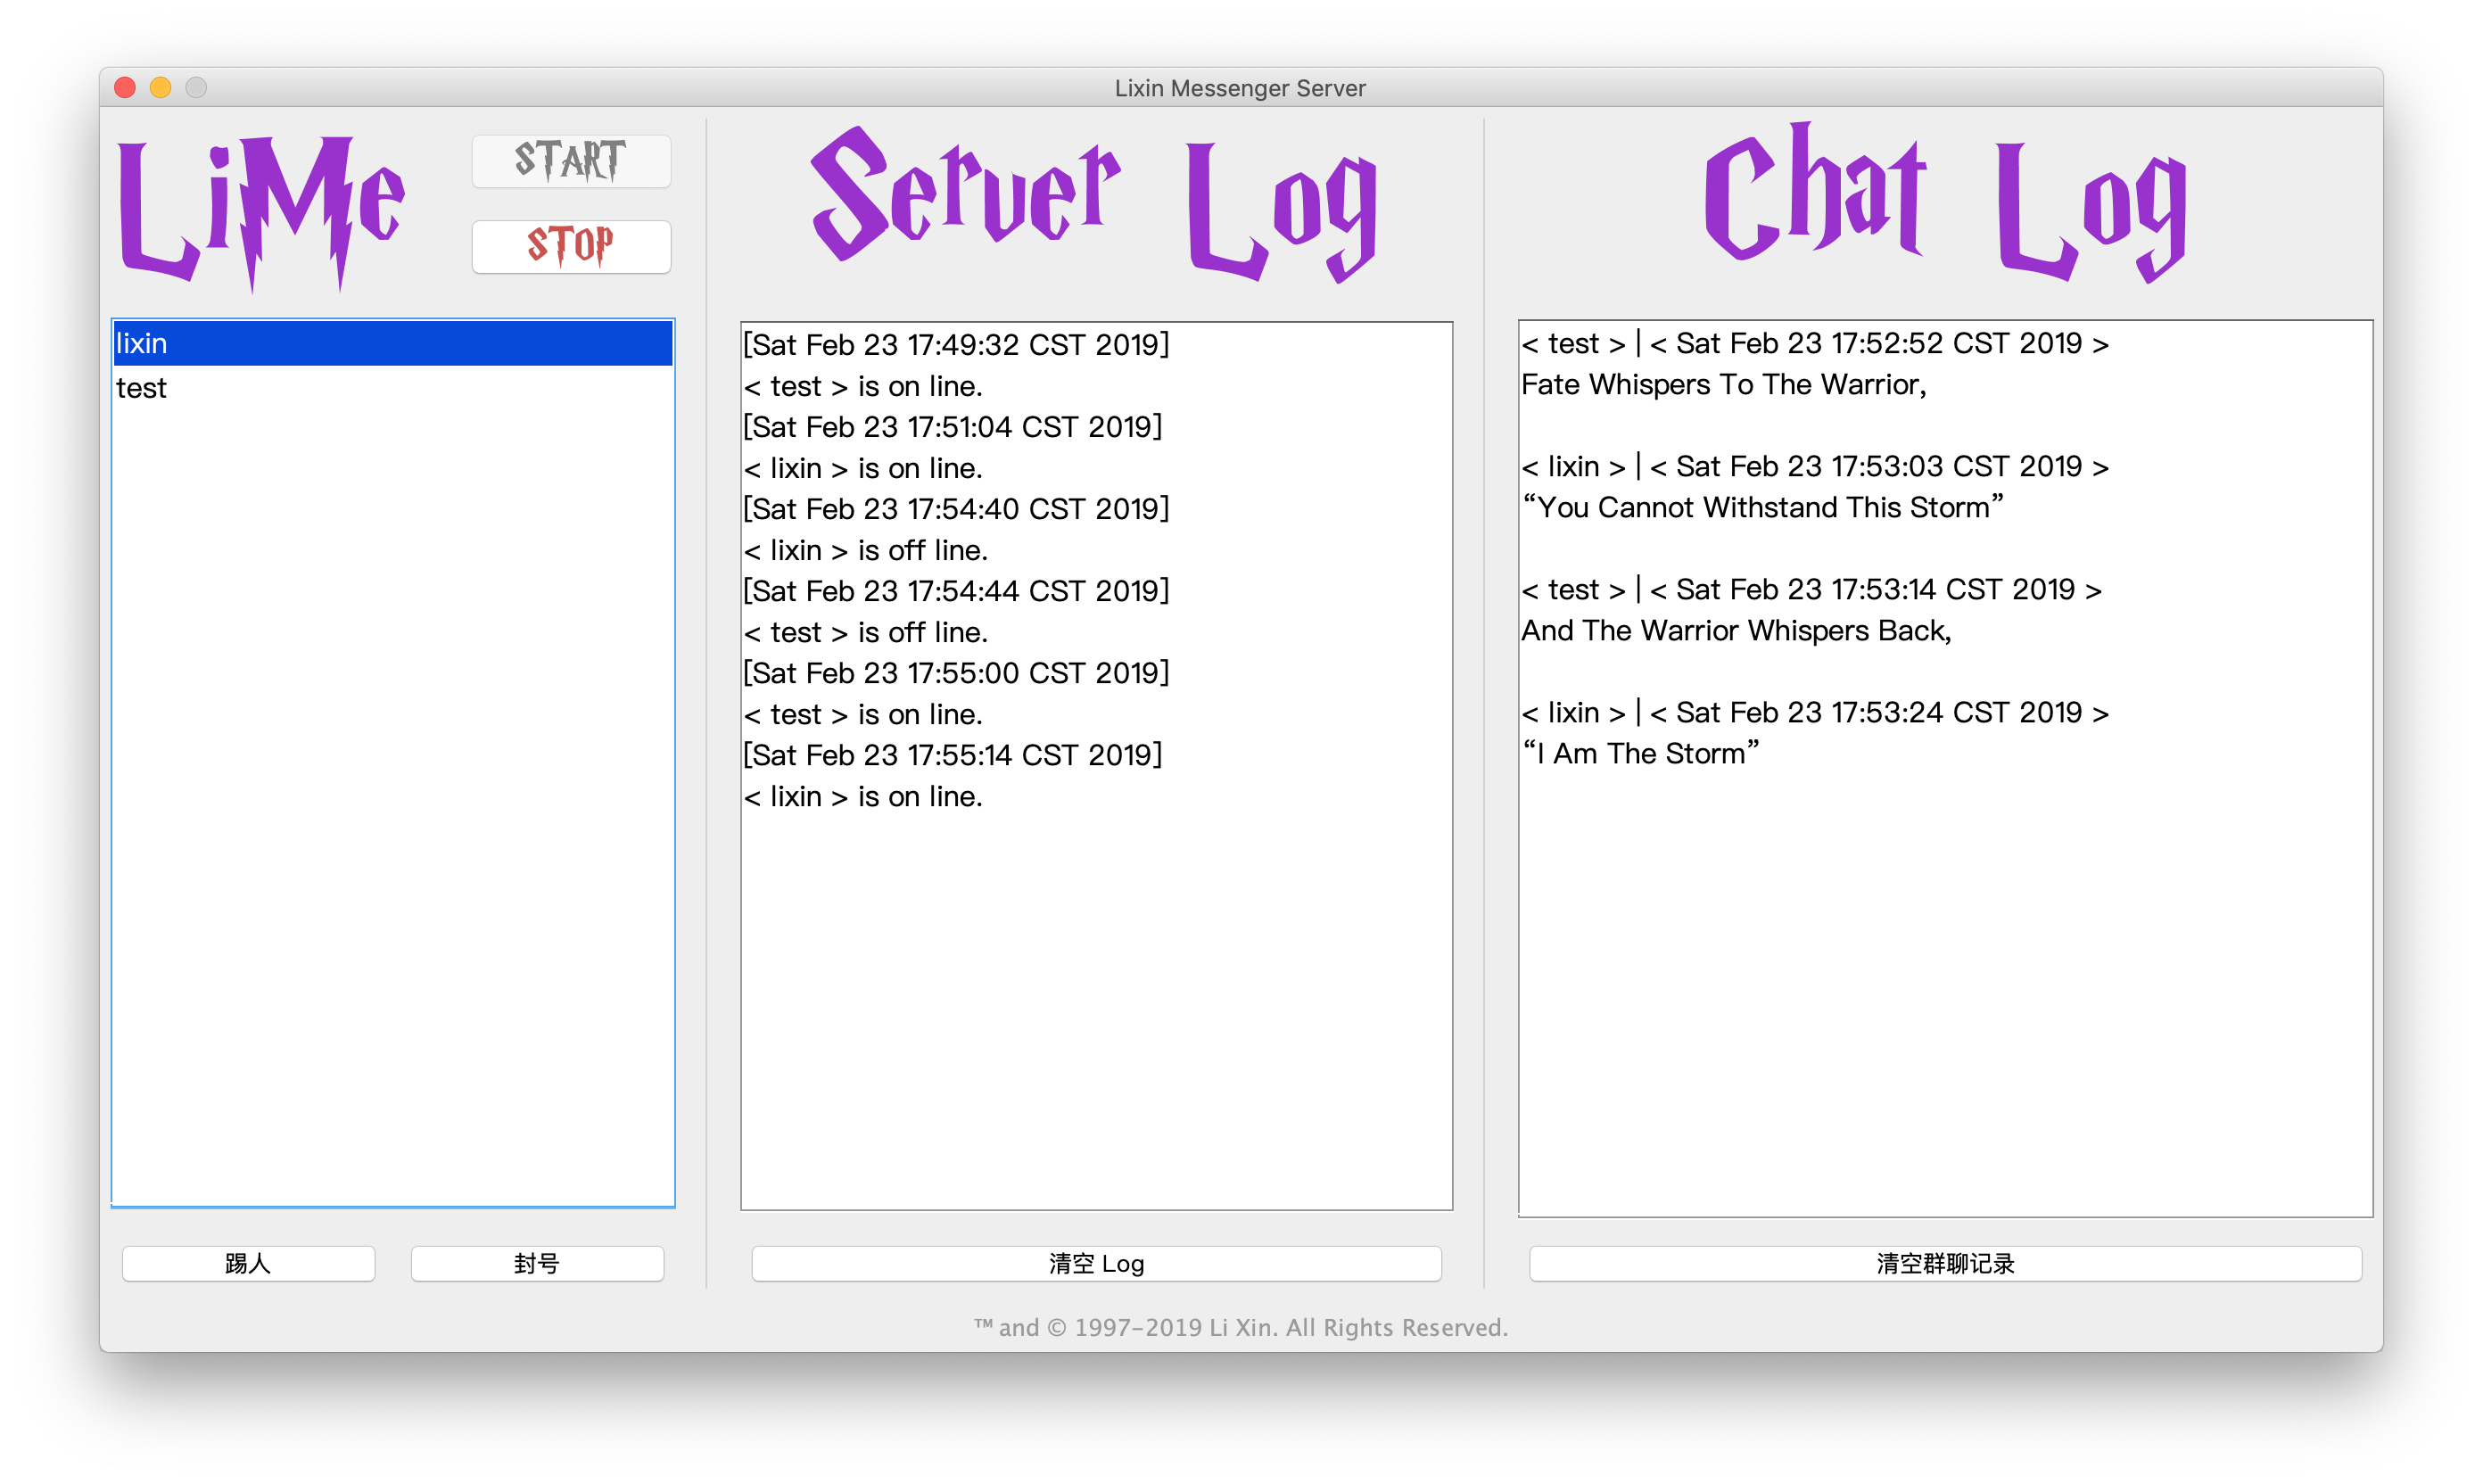 Lixin Messenger Server
LiMe
START
STOP
lixin
test
踢人
封号
Server Log
[Sat Feb 23 17:49:32 CST 2019]
< test > is on line.
[Sat Feb 23 17:51:04 CST 2019]
< lixin > is on line.
[Sat Feb 23 17:54:40 CST 2019]
< lixin > is off line.
[Sat Feb 23 17:54:44 CST 2019]
< test > is off line.
[Sat Feb 23 17:55:00 CST 2019]
< test > is on line.
[Sat Feb 23 17:55:14 CST 2019]
< lixin > is on line.
清空 Log
Chat Log
< test > | < Sat Feb 23 17:52:52 CST 2019 >
Fate Whispers To The Warrior,
< lixin > | < Sat Feb 23 17:53:03 CST 2019 >
“You Cannot Withstand This Storm”
< test > | < Sat Feb 23 17:53:14 CST 2019 >
And The Warrior Whispers Back,
< lixin > | < Sat Feb 23 17:53:24 CST 2019 >
“I Am The Storm”
清空群聊记录
™ and © 1997-2019 Li Xin. All Rights Reserved.